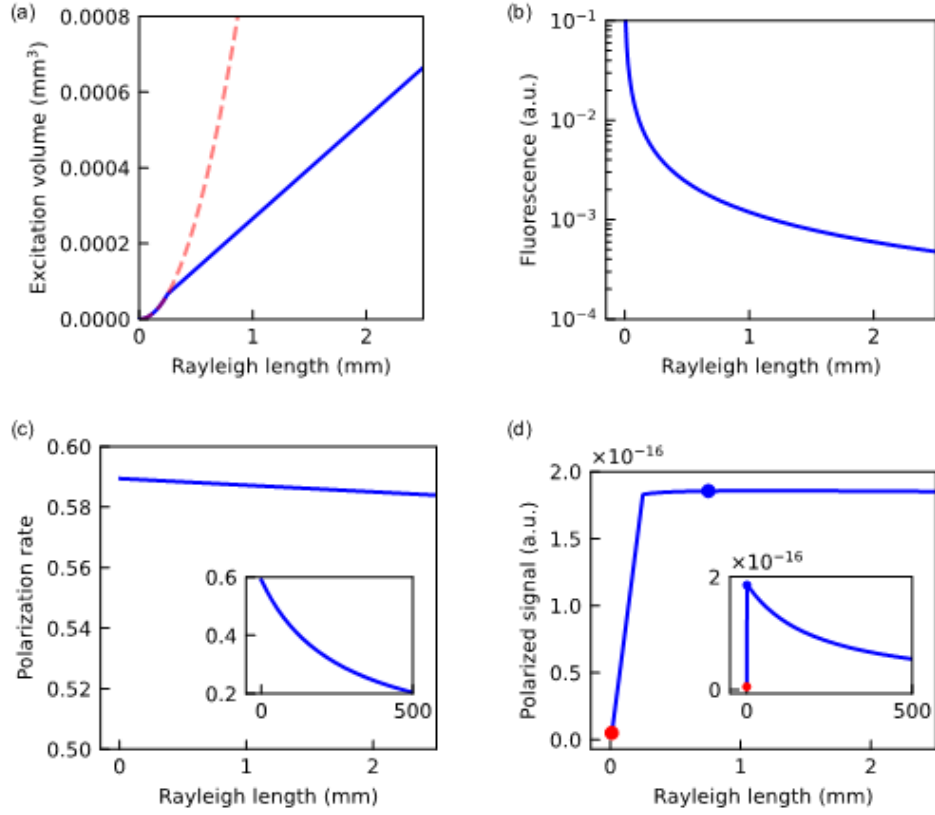 (a)
0.0008
0.0006
0.0004
0.0002
0.0000
Excitation volume (mm³)
0 1 2
Rayleigh length (mm)
(b)
10⁻¹
10⁻²
10⁻³
10⁻⁴
Fluorescence (a.u.)
0 1 2
Rayleigh length (mm)
(c)
0.60
0.58
0.56
0.54
0.52
0.50
Polarization rate
0.6
0.4
0.2
0 500
0 1 2
Rayleigh length (mm)
(d)
×10⁻¹⁶
2.0
1.5
1.0
0.5
0.0
Polarized signal (a.u.)
×10⁻¹⁶
2
0
0 500
0 1 2
Rayleigh length (mm)